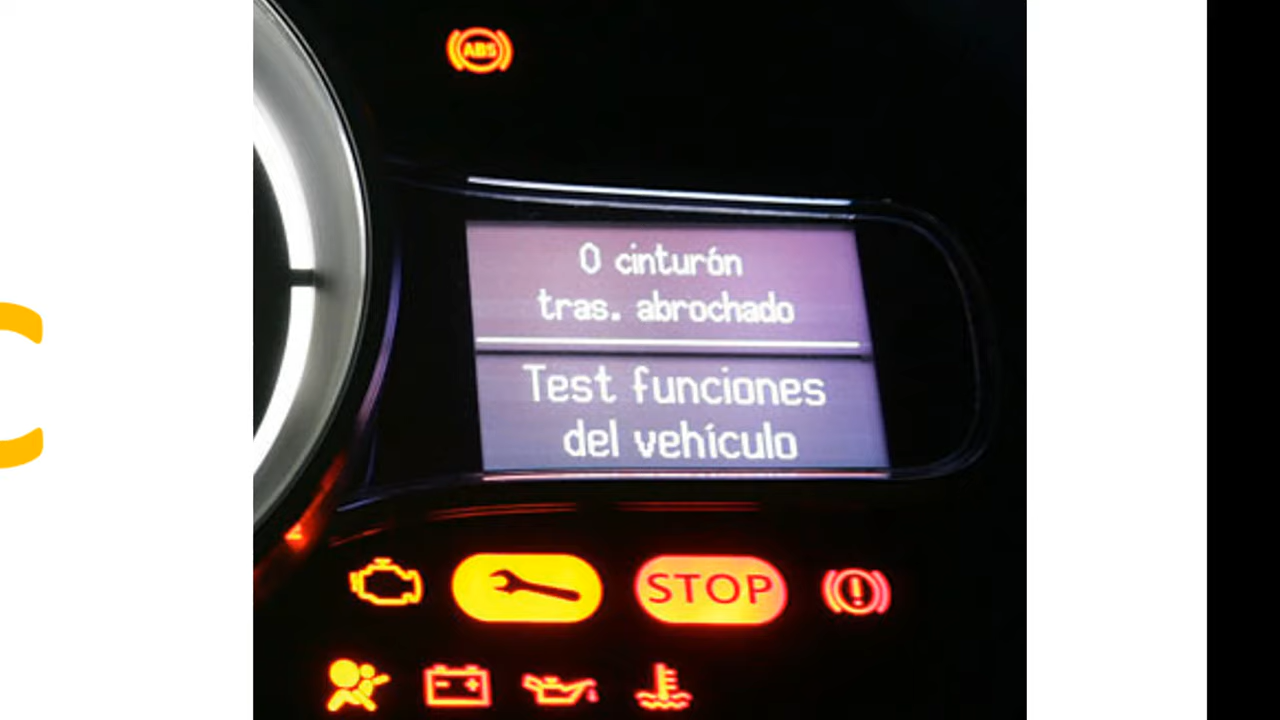 ABS
0 cinturón
tras. abrochado
Test funciones
del vehículo
STOP